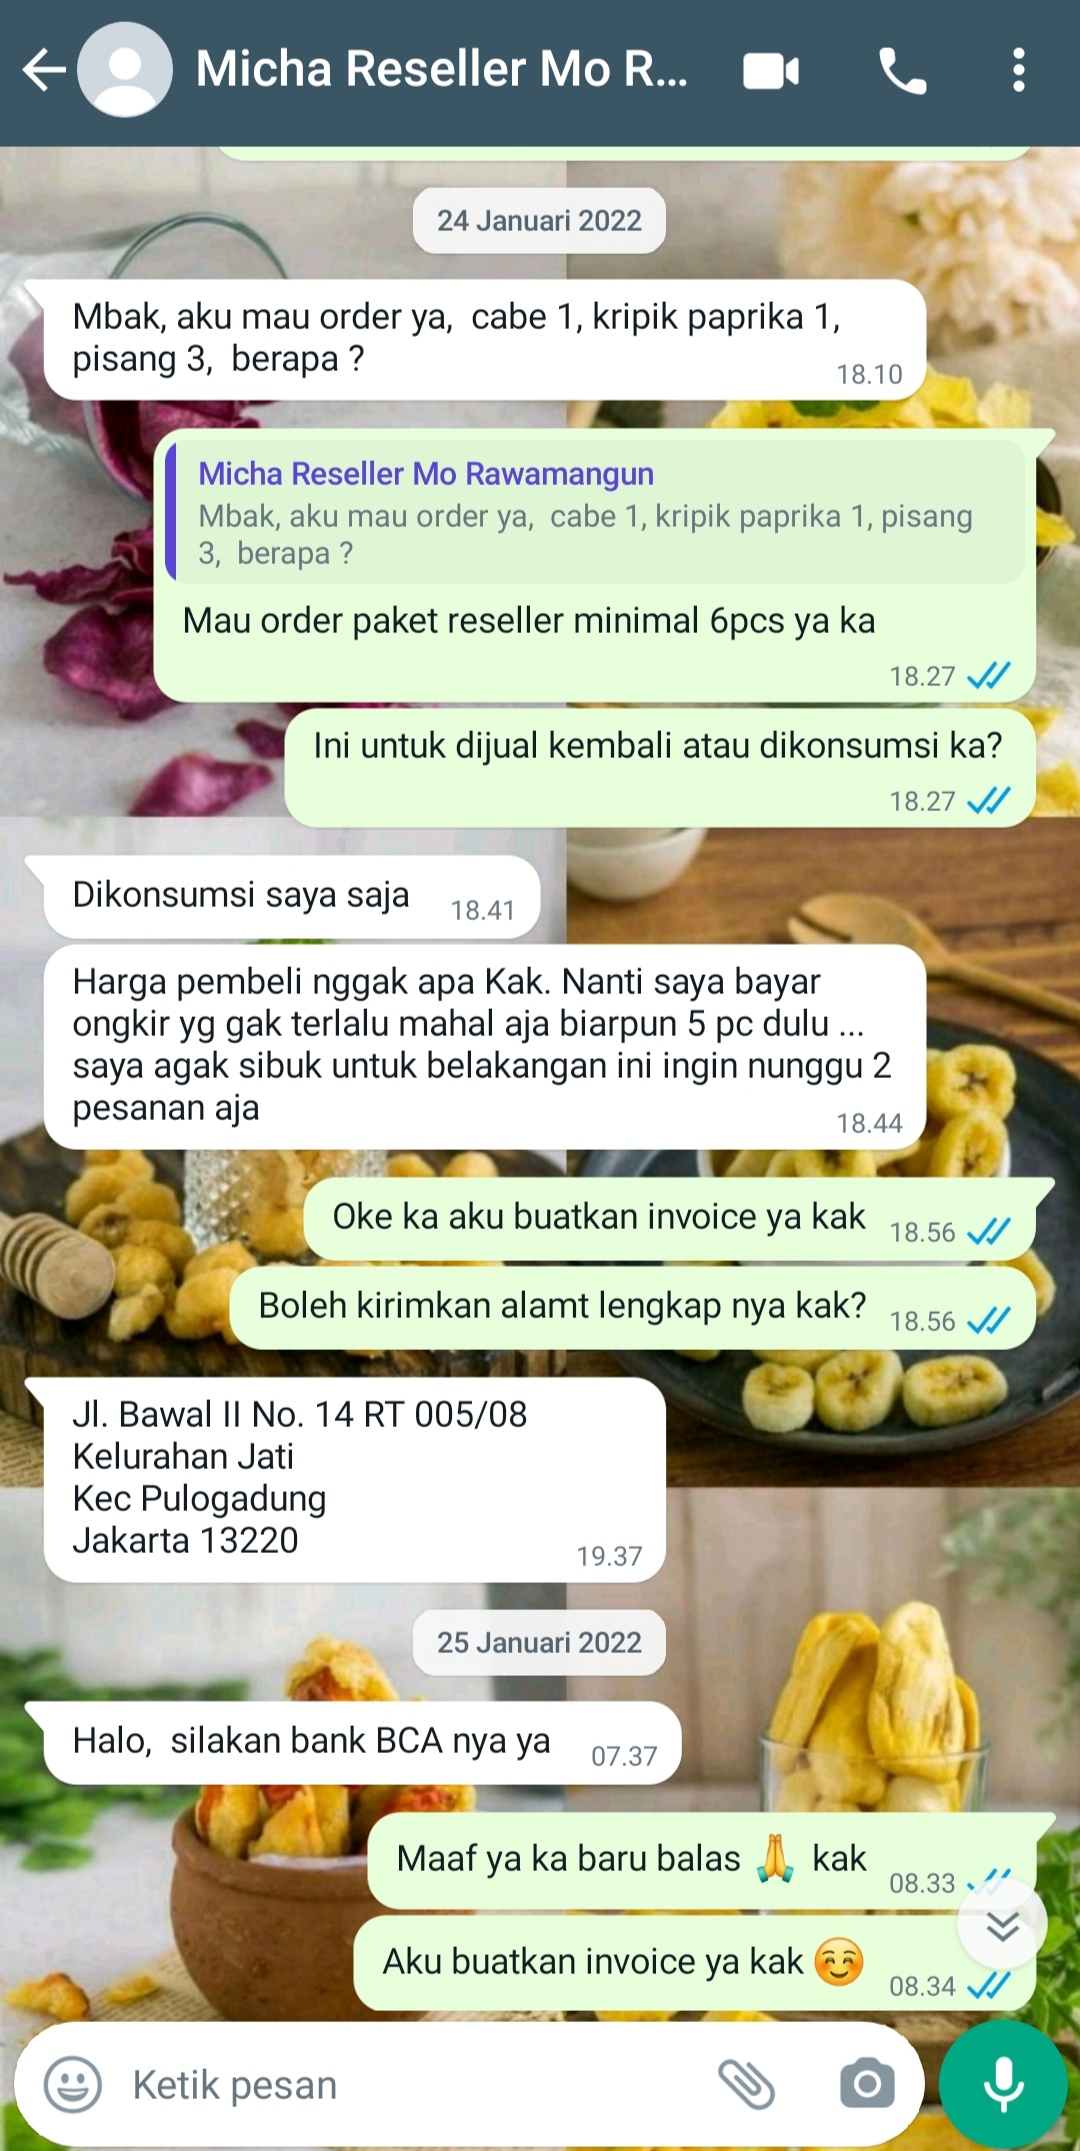 Micha Reseller Mo R...
24 Januari 2022
Mbak, aku mau order ya,  cabe 1, kripik paprika 1,
pisang 3,  berapa ?
18.10
Micha Reseller Mo Rawamangun
Mbak, aku mau order ya,  cabe 1, kripik paprika 1, pisang
3,  berapa ?
Mau order paket reseller minimal 6pcs ya ka
18.27
Ini untuk dijual kembali atau dikonsumsi ka?
18.27
Dikonsumsi saya saja
18.41
Harga pembeli nggak apa Kak. Nanti saya bayar
ongkir yg gak terlalu mahal aja biarpun 5 pc dulu ...
saya agak sibuk untuk belakangan ini ingin nunggu 2
pesanan aja
18.44
Oke ka aku buatkan invoice ya kak
18.56
Boleh kirimkan alamt lengkap nya kak?
18.56
Jl. Bawal II No. 14 RT 005/08
Kelurahan Jati
Kec Pulogadung
Jakarta 13220
19.37
25 Januari 2022
Halo,  silakan bank BCA nya ya
07.37
Maaf ya ka baru balas 🙏 kak
08.33
Aku buatkan invoice ya kak ☺️
08.34
Ketik pesan